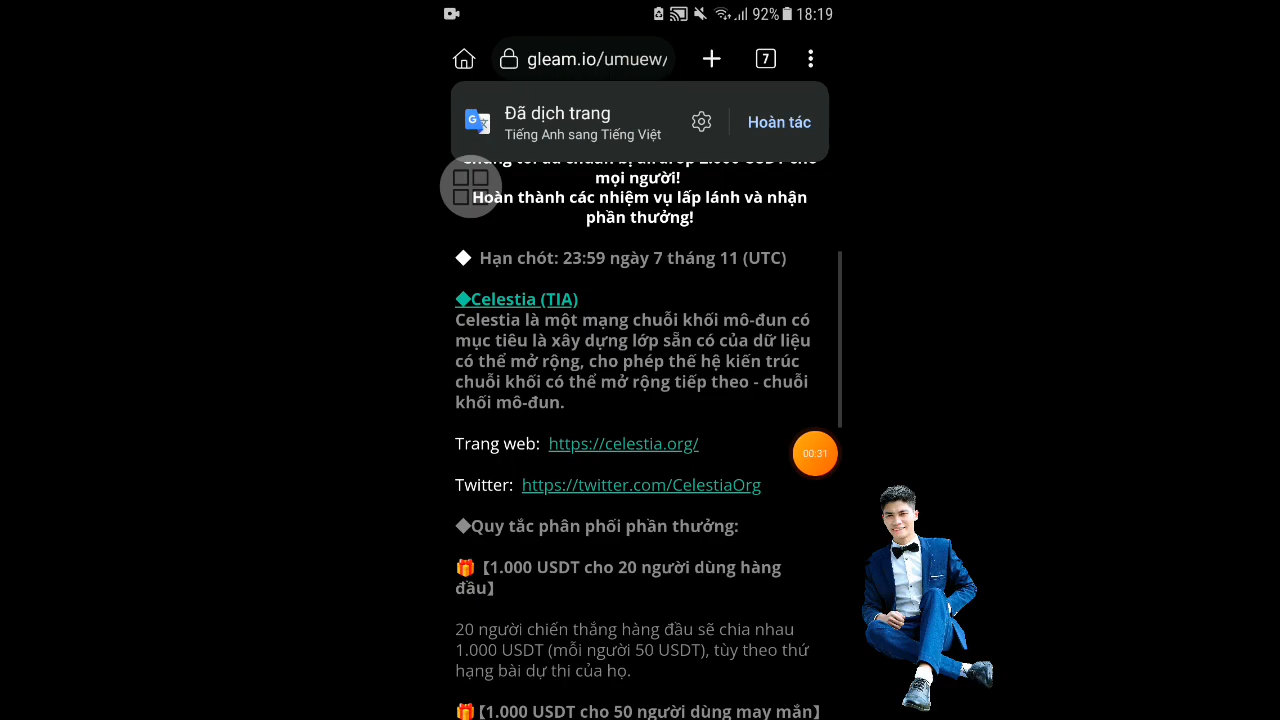 92% 18:19
gleam.io/umuew/
7
Đã dịch trang
Tiếng Anh sang Tiếng Việt
Hoàn tác
mọi người!
Hoàn thành các nhiệm vụ lấp lánh và nhận
phần thưởng!
◆ Hạn chót: 23:59 ngày 7 tháng 11 (UTC)
◆Celestia (TIA)
Celestia là một mạng chuỗi khối mô-đun có
mục tiêu là xây dựng lớp sẵn có của dữ liệu
có thể mở rộng, cho phép thế hệ kiến trúc
chuỗi khối có thể mở rộng tiếp theo - chuỗi
khối mô-đun.
Trang web: https://celestia.org/
00:31
Twitter: https://twitter.com/CelestiaOrg
◆Quy tắc phân phối phần thưởng:
🎁【1.000 USDT cho 20 người dùng hàng
đầu】
20 người chiến thắng hàng đầu sẽ chia nhau
1.000 USDT (mỗi người 50 USDT), tùy theo thứ
hạng bài dự thi của họ.
🎁【1.000 USDT cho 50 người dùng may mắn】